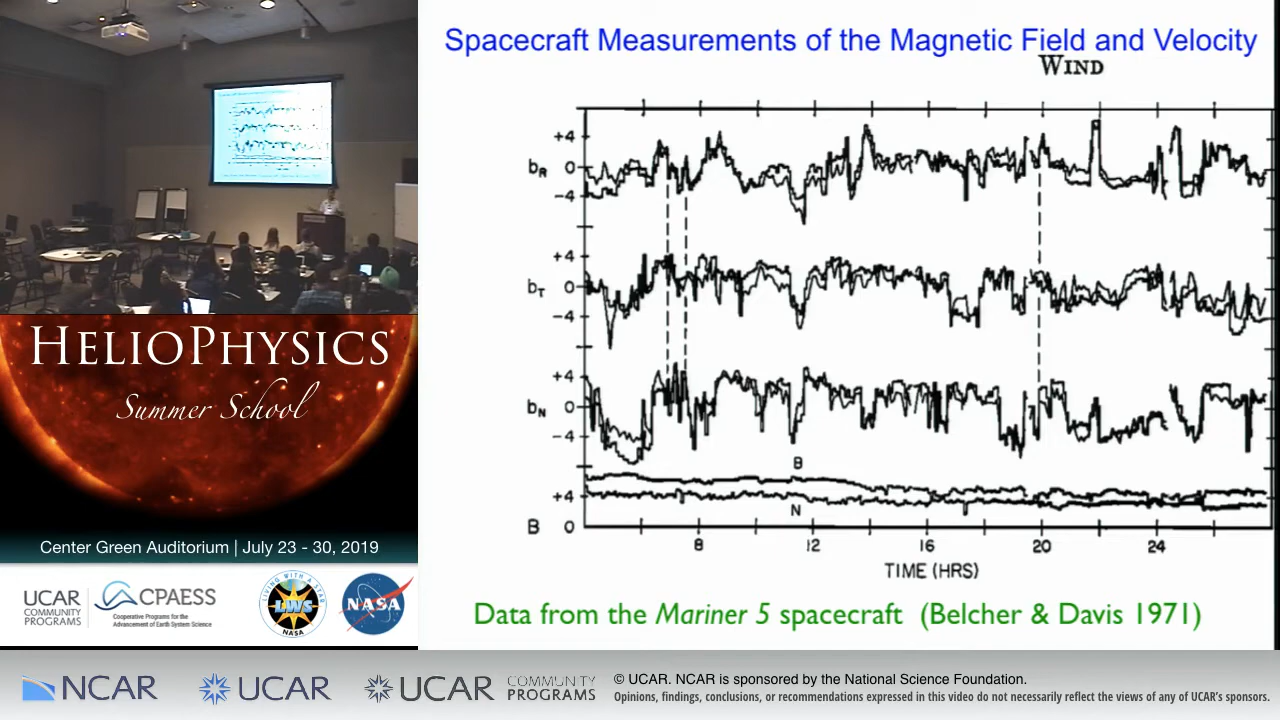 Spacecraft Measurements of the Magnetic Field and Velocity
WIND
+4
bR 0
−4
+4
bT 0
−4
+4
bN 0
−4
B
+4
N
B 0
8 12 16 20 24
TIME (HRS)
Data from the Mariner 5 spacecraft (Belcher & Davis 1971)
HELIOPHYSICS
Summer School
Center Green Auditorium | July 23 - 30, 2019
UCAR
COMMUNITY
PROGRAMS
CPAESS
Cooperative Programs for the
Advancement of Earth System Science
LIVING WITH A STAR
LWS
NASA
NASA
NCAR
UCAR
UCAR
COMMUNITY
PROGRAMS
© UCAR. NCAR is sponsored by the National Science Foundation.
Opinions, findings, conclusions, or recommendations expressed in this video do not necessarily reflect the views of any of UCAR's sponsors.